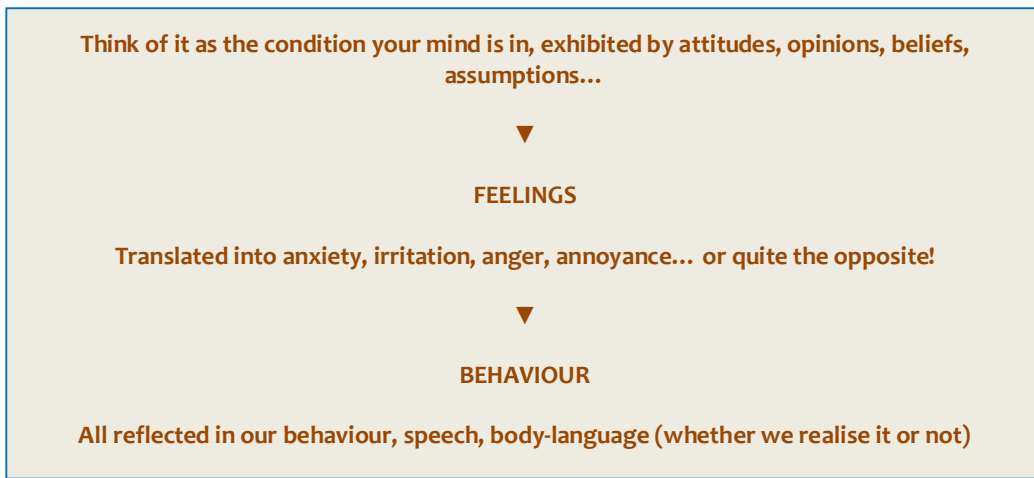 Think of it as the condition your mind is in, exhibited by attitudes, opinions, beliefs,
assumptions…
▼
FEELINGS
Translated into anxiety, irritation, anger, annoyance… or quite the opposite!
▼
BEHAVIOUR
All reflected in our behaviour, speech, body-language (whether we realise it or not)